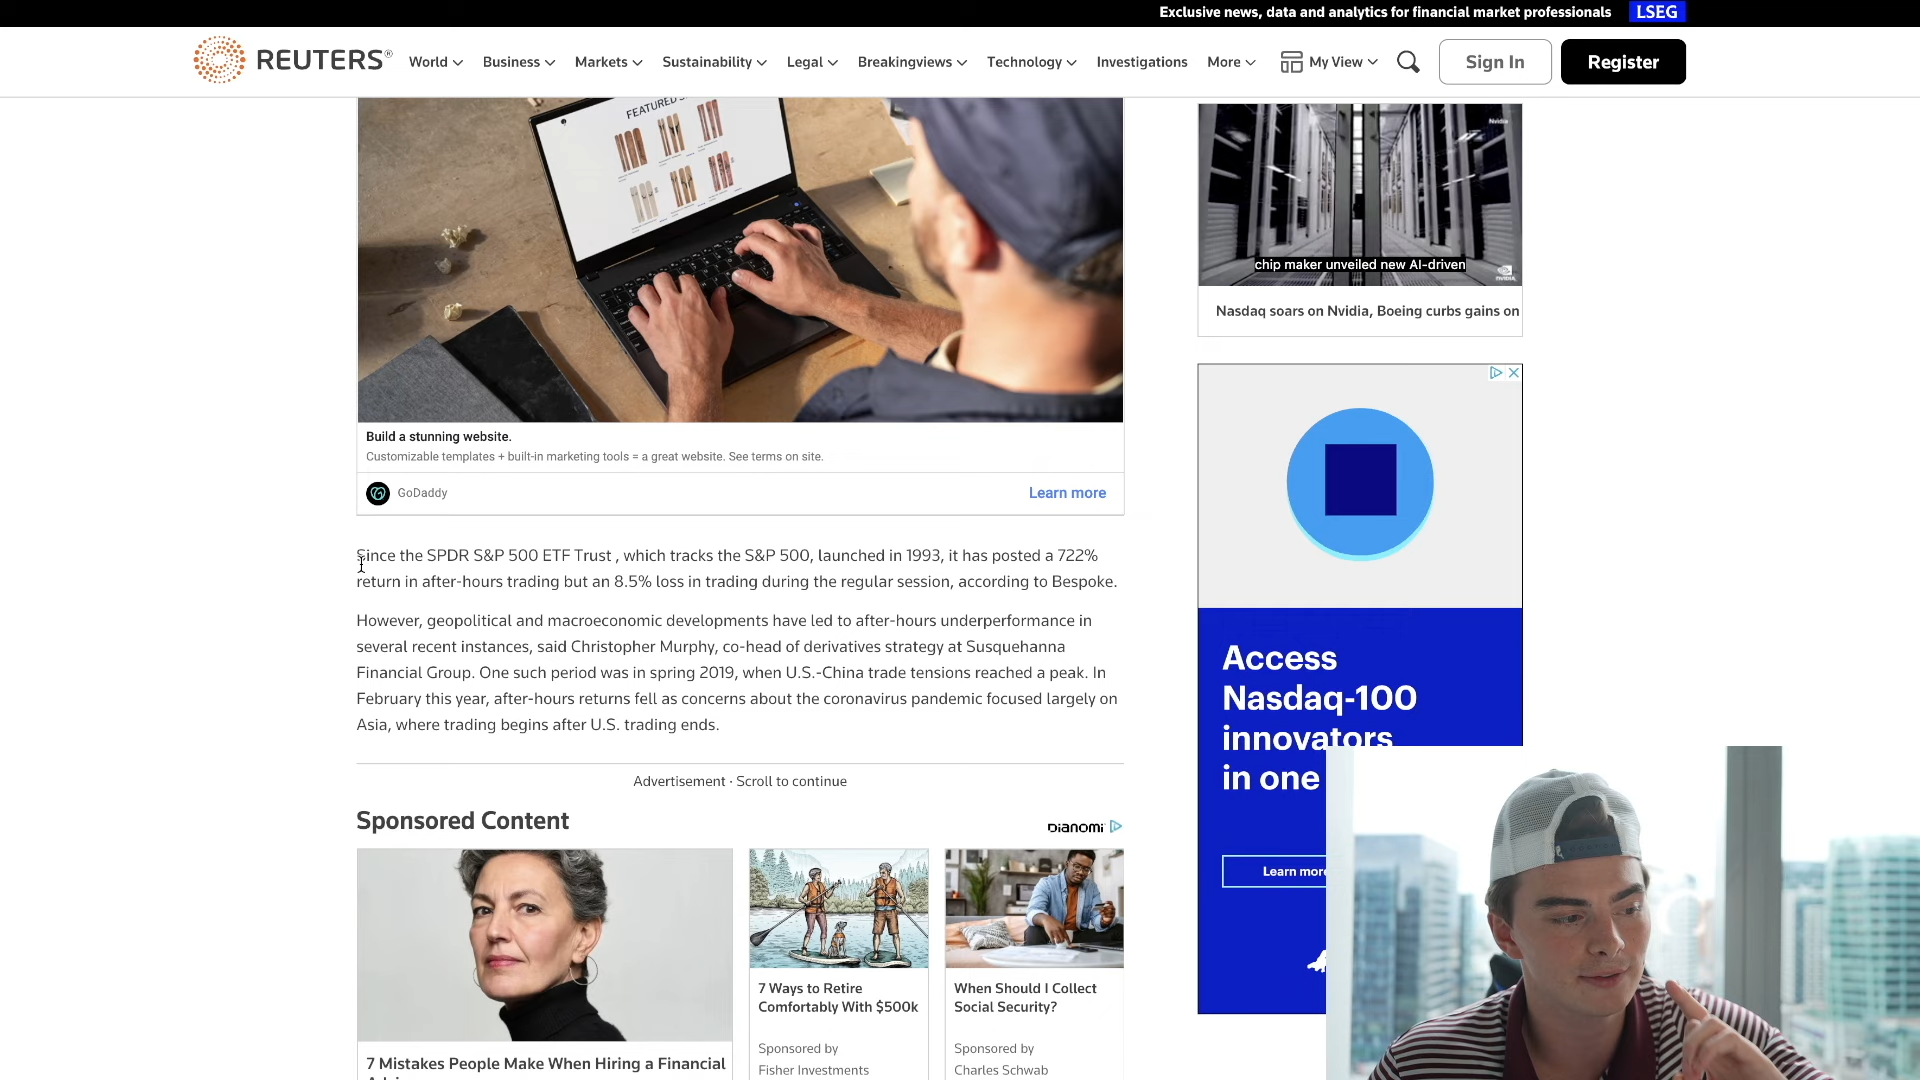 Exclusive news, data and analytics for financial market professionals LSEG
REUTERS®
World Business Markets Sustainability Legal Breakingviews Technology Investigations More My View Sign In Register
FEATURED
Nvidia
chip maker unveiled new AI-driven
NVIDIA
Nasdaq soars on Nvidia, Boeing curbs gains on
Build a stunning website.
Customizable templates + built-in marketing tools = a great website. See terms on site.
GoDaddy Learn more
Since the SPDR S&P 500 ETF Trust , which tracks the S&P 500, launched in 1993, it has posted a 722%
return in after-hours trading but an 8.5% loss in trading during the regular session, according to Bespoke.
However, geopolitical and macroeconomic developments have led to after-hours underperformance in
several recent instances, said Christopher Murphy, co-head of derivatives strategy at Susquehanna
Financial Group. One such period was in spring 2019, when U.S.-China trade tensions reached a peak. In
February this year, after-hours returns fell as concerns about the coronavirus pandemic focused largely on
Asia, where trading begins after U.S. trading ends.
Advertisement · Scroll to continue
Sponsored Content
Dianomi
7 Mistakes People Make When Hiring a Financial
7 Ways to Retire
Comfortably With $500k
Sponsored by
Fisher Investments
When Should I Collect
Social Security?
Sponsored by
Charles Schwab
Access
Nasdaq-100
innovators
in one
Learn more